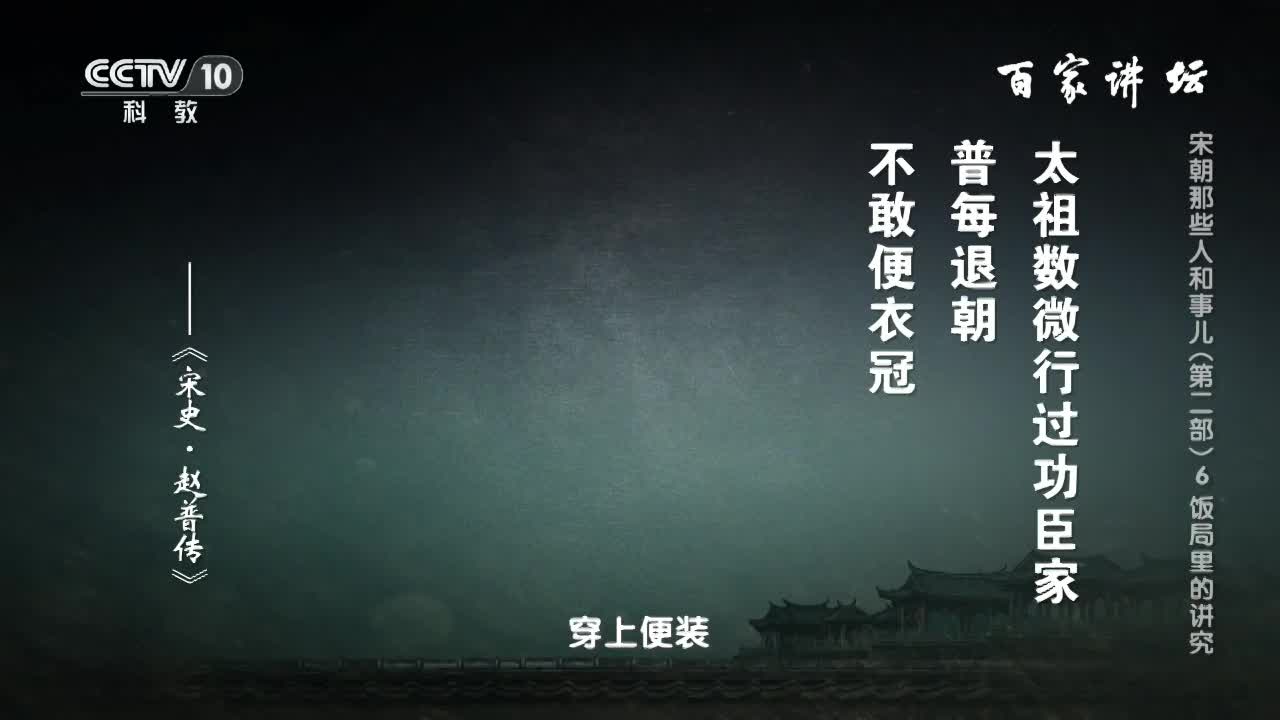 CCTV 10
科 教
百家讲坛
宋朝那些人和事儿(第二部) 6 饭局里的讲究
太祖数微行过功臣家
普每退朝
不敢便衣冠
——《宋史·赵普传》
穿上便装